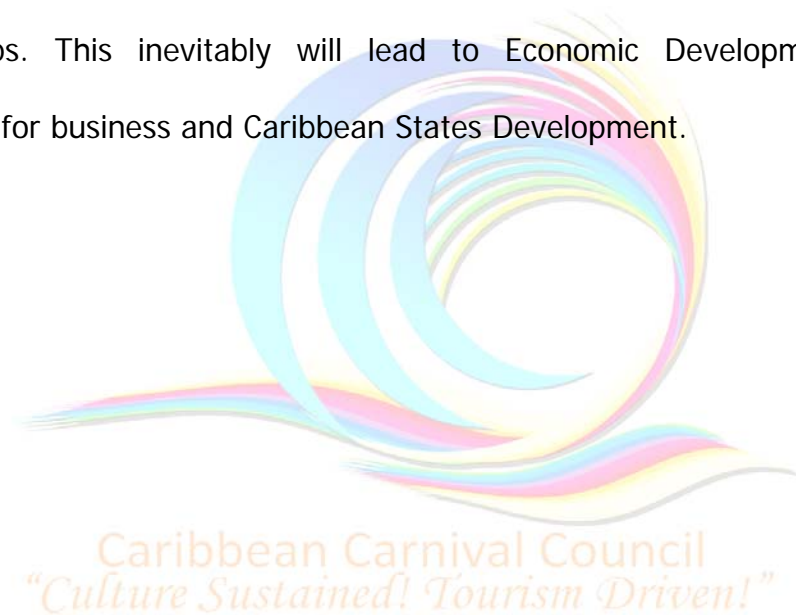 os. This inevitably will lead to Economic Developm
for business and Caribbean States Development.
Caribbean Carnival Council
“Culture Sustained! Tourism Driven!”